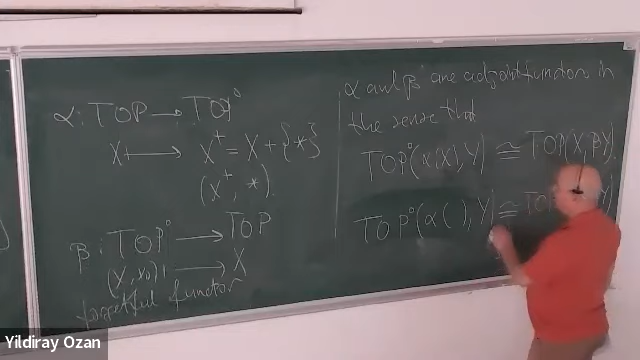 α : TOP → TOP°
X ↦ X⁺ = X + {*}
(X⁺, *).
β : TOP° → TOP
(X, x₀) ↦ X
forgetful functor
α and β are adjoint functors in
the sense that
TOP°(α(X), Y) ≅ TOP(X, βY).
TOP°(α( ), Y) ≅ TOP
Yildiray Ozan